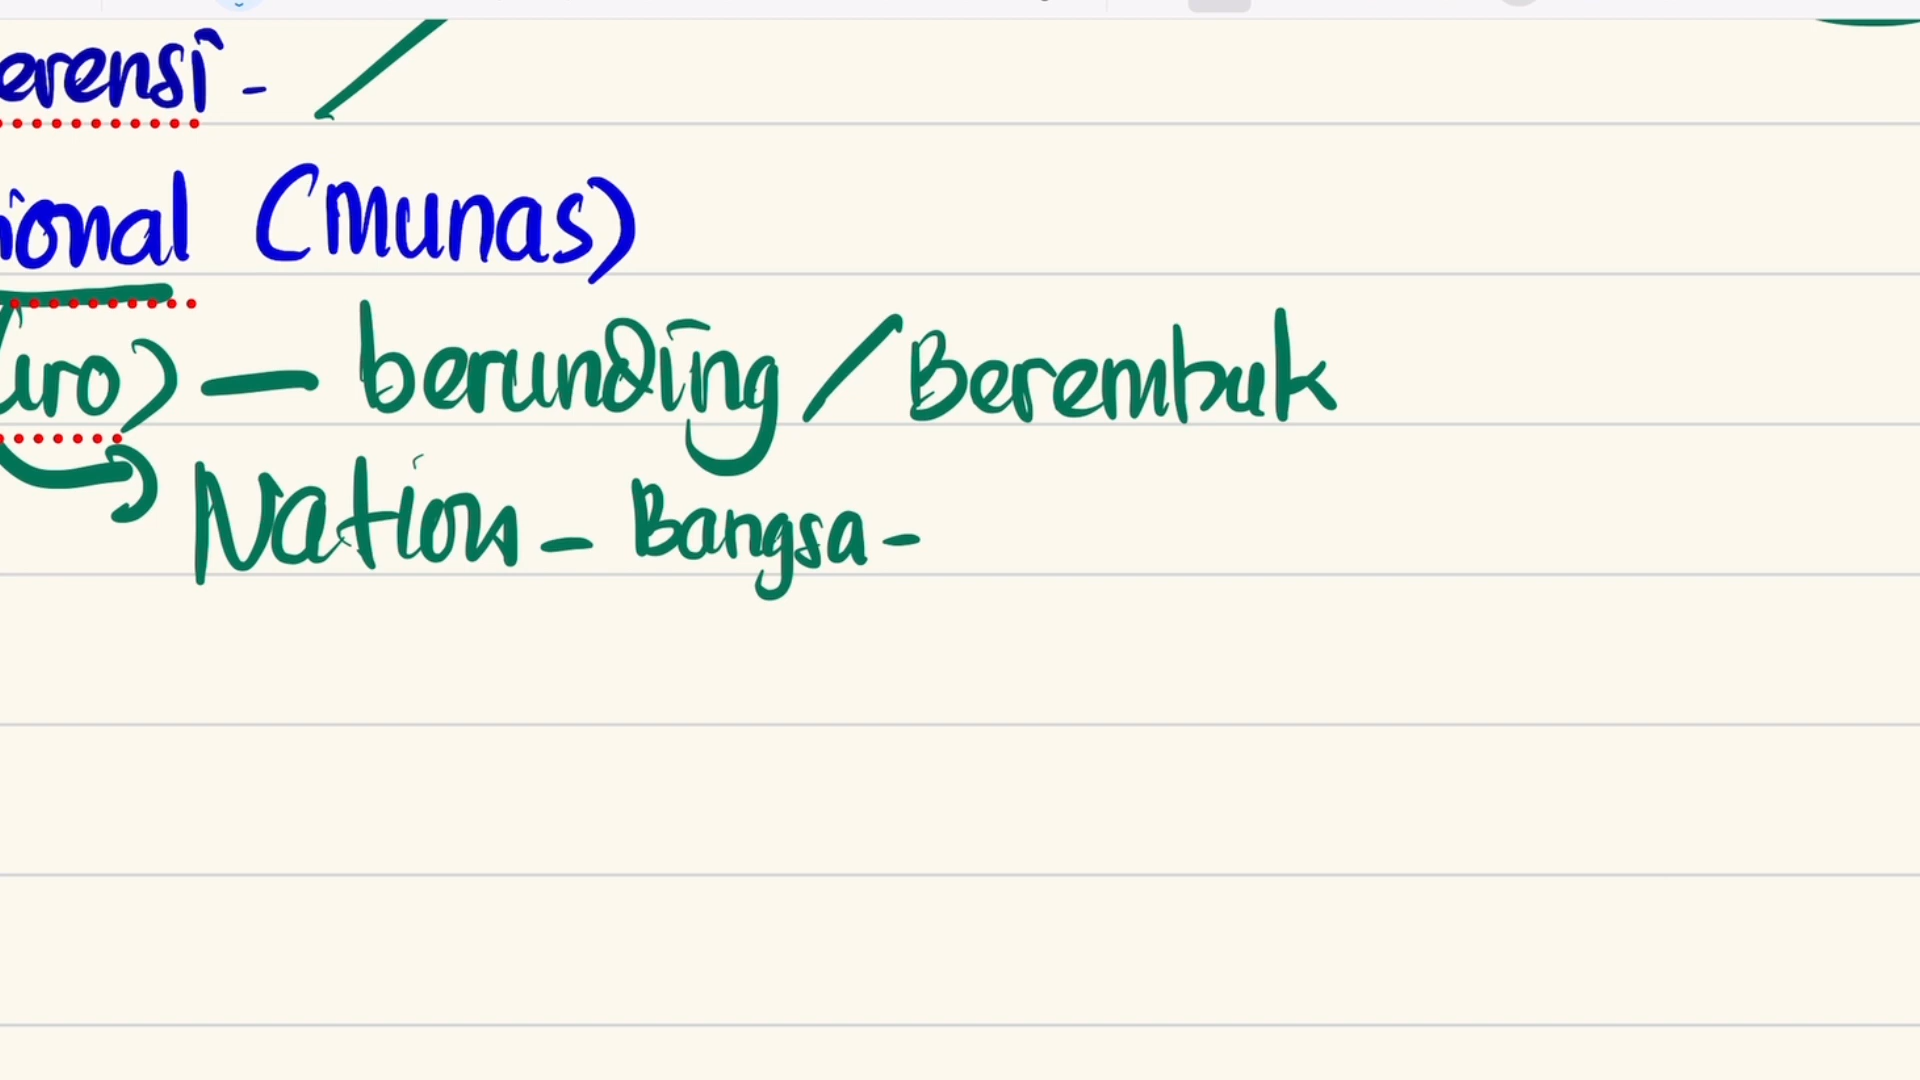 erensi -
ional (Munas)
uro) — berunding / Berembuk
Nation - Bangsa -